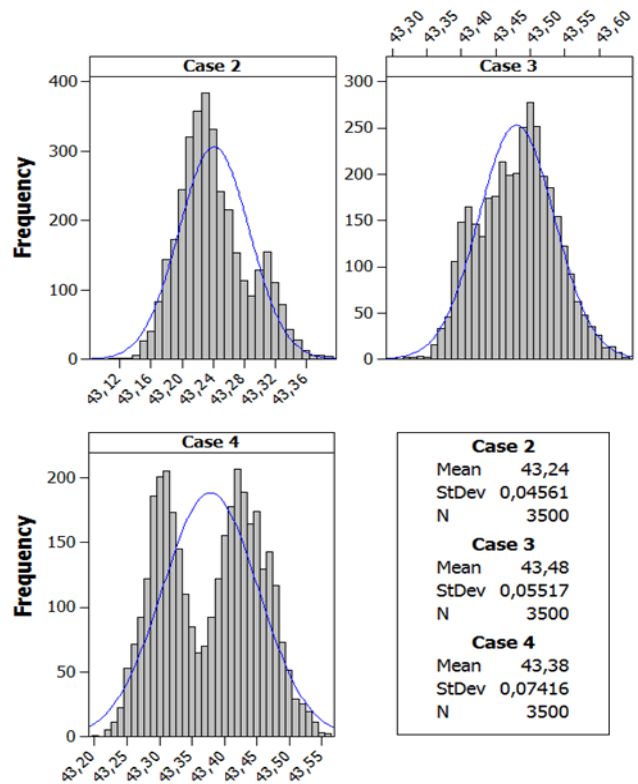 43,30 43,35 43,40 43,45 43,50 43,55 43,60
Case 2
Case 3
Frequency
400
300
200
100
0
300
250
200
150
100
50
0
43,12 43,16 43,20 43,24 43,28 43,32 43,36
Case 4
Frequency
200
150
100
50
0
43,20 43,25 43,30 43,35 43,40 43,45 43,50 43,55
Case 2
Mean 43,24
StDev 0,04561
N 3500
Case 3
Mean 43,48
StDev 0,05517
N 3500
Case 4
Mean 43,38
StDev 0,07416
N 3500